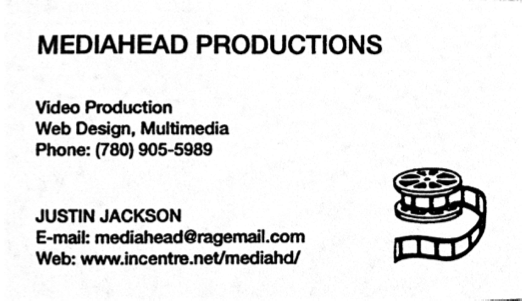 MEDIAHEAD PRODUCTIONS
Video Production
Web Design, Multimedia
Phone: (780) 905-5989
JUSTIN JACKSON
E-mail: mediahead@ragemail.com
Web: www.incentre.net/mediahd/